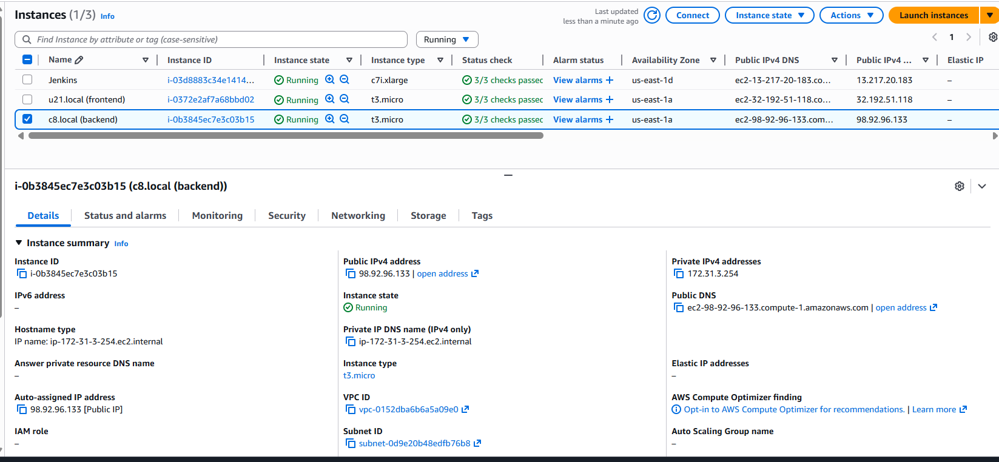 Instances (1/3) Info
Last updated
less than a minute ago
Connect
Instance state
Actions
Launch instances
Find Instance by attribute or tag (case-sensitive)
Running
1
Name Instance ID Instance state Instance type Status check Alarm status Availability Zone Public IPv4 DNS Public IPv4 ... Elastic IP
Jenkins i-03d8883c34e1414... Running c7i.xlarge 3/3 checks passec View alarms + us-east-1d ec2-13-217-20-183.co... 13.217.20.183 –
u21.local (frontend) i-0372e2af7a68bbd02 Running t3.micro 3/3 checks passec View alarms + us-east-1a ec2-32-192-51-118.co... 32.192.51.118 –
c8.local (backend) i-0b3845ec7e3c03b15 Running t3.micro 3/3 checks passec View alarms + us-east-1a ec2-98-92-96-133.com... 98.92.96.133 –
i-0b3845ec7e3c03b15 (c8.local (backend))
Details Status and alarms Monitoring Security Networking Storage Tags
Instance summary Info
Instance ID
i-0b3845ec7e3c03b15
Public IPv4 address
98.92.96.133 | open address
Private IPv4 addresses
172.31.3.254
IPv6 address
–
Instance state
Running
Public DNS
ec2-98-92-96-133.compute-1.amazonaws.com | open address
Hostname type
IP name: ip-172-31-3-254.ec2.internal
Private IP DNS name (IPv4 only)
ip-172-31-3-254.ec2.internal
Answer private resource DNS name
–
Instance type
t3.micro
Elastic IP addresses
–
Auto-assigned IP address
98.92.96.133 [Public IP]
VPC ID
vpc-0152dba6b6a5a09e0
AWS Compute Optimizer finding
Opt-in to AWS Compute Optimizer for recommendations. | Learn more
IAM role
–
Subnet ID
subnet-0d9e20b48edfb76b8
Auto Scaling Group name
–